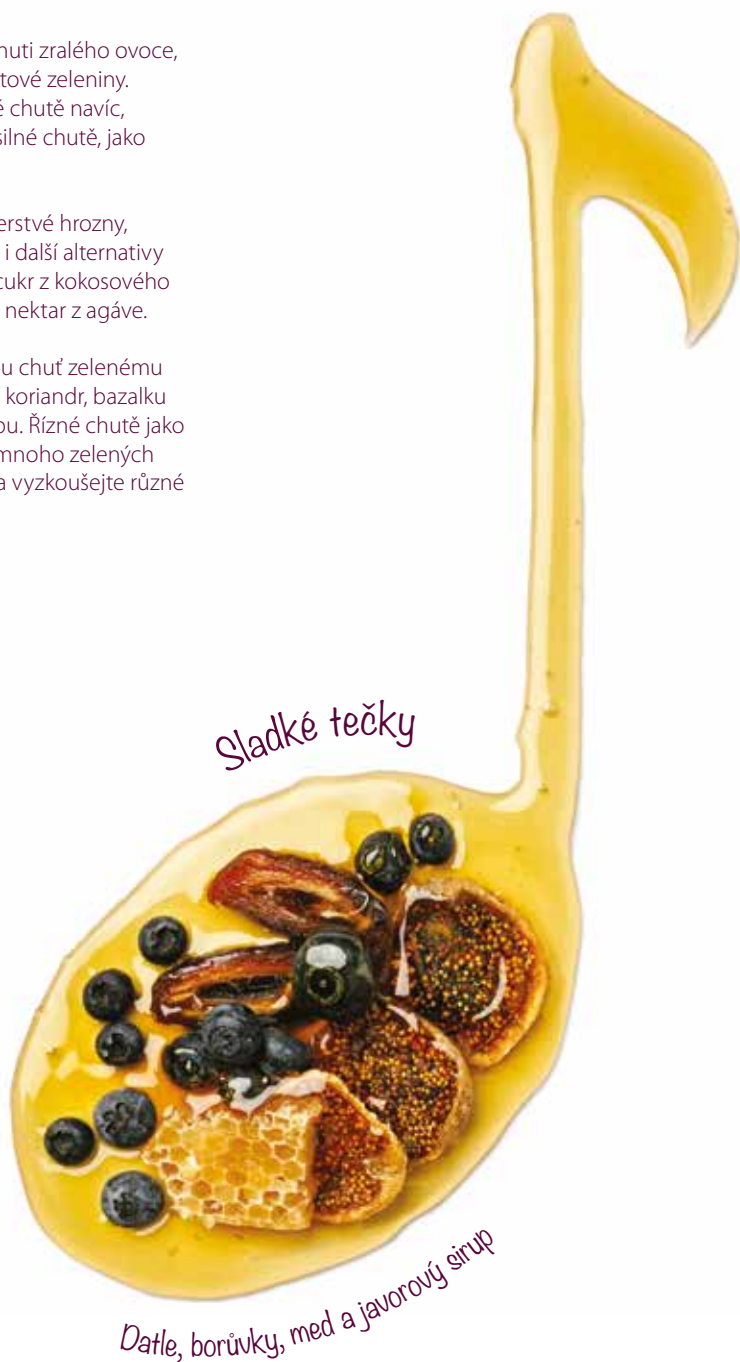 nuti zralého ovoce,
tové zeleniny.
é chutě navíc,
silné chutě, jako
erstvé hrozny,
i další alternativy
cukr z kokosového
nektar z agáve.
u chuť zelenému
koriandr, bazalku
ou. Řízné chutě jako
mnoho zelených
a vyzkoušejte různé
Sladké tečky
Datle, borůvky, med a javorový sirup